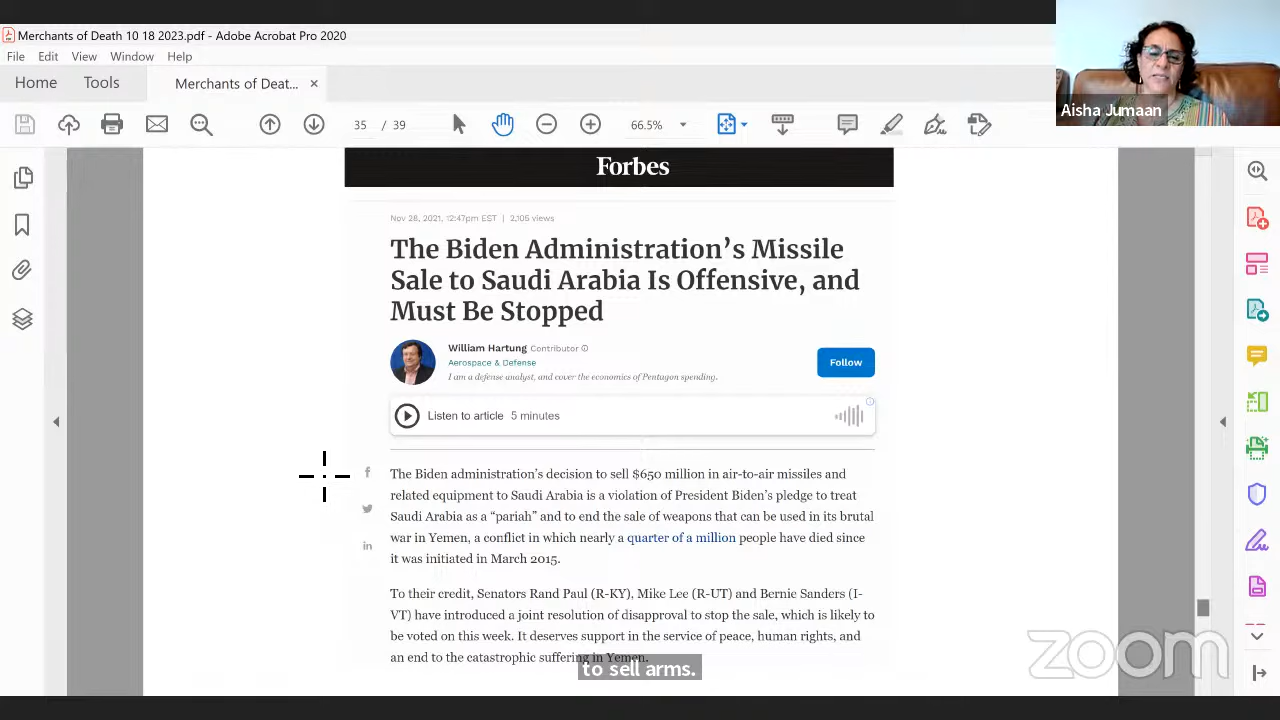 Merchants of Death 10 18 2023.pdf - Adobe Acrobat Pro 2020
File Edit View Window Help
Home Tools Merchants of Deat... ×
35 / 39 66.5%
Aisha Jumaan
Forbes
Nov 28, 2021, 12:47pm EST | 2,105 views
The Biden Administration's Missile
Sale to Saudi Arabia Is Offensive, and
Must Be Stopped
William Hartung Contributor
Aerospace & Defense
I am a defense analyst, and cover the economics of Pentagon spending.
Follow
Listen to article 5 minutes
The Biden administration's decision to sell $650 million in air-to-air missiles and
related equipment to Saudi Arabia is a violation of President Biden's pledge to treat
Saudi Arabia as a “pariah” and to end the sale of weapons that can be used in its brutal
war in Yemen, a conflict in which nearly a quarter of a million people have died since
it was initiated in March 2015.
To their credit, Senators Rand Paul (R-KY), Mike Lee (R-UT) and Bernie Sanders (I-
VT) have introduced a joint resolution of disapproval to stop the sale, which is likely to
be voted on this week. It deserves support in the service of peace, human rights, and
an end to the catastrophic suffering in Yemen.
to sell arms.
zoom